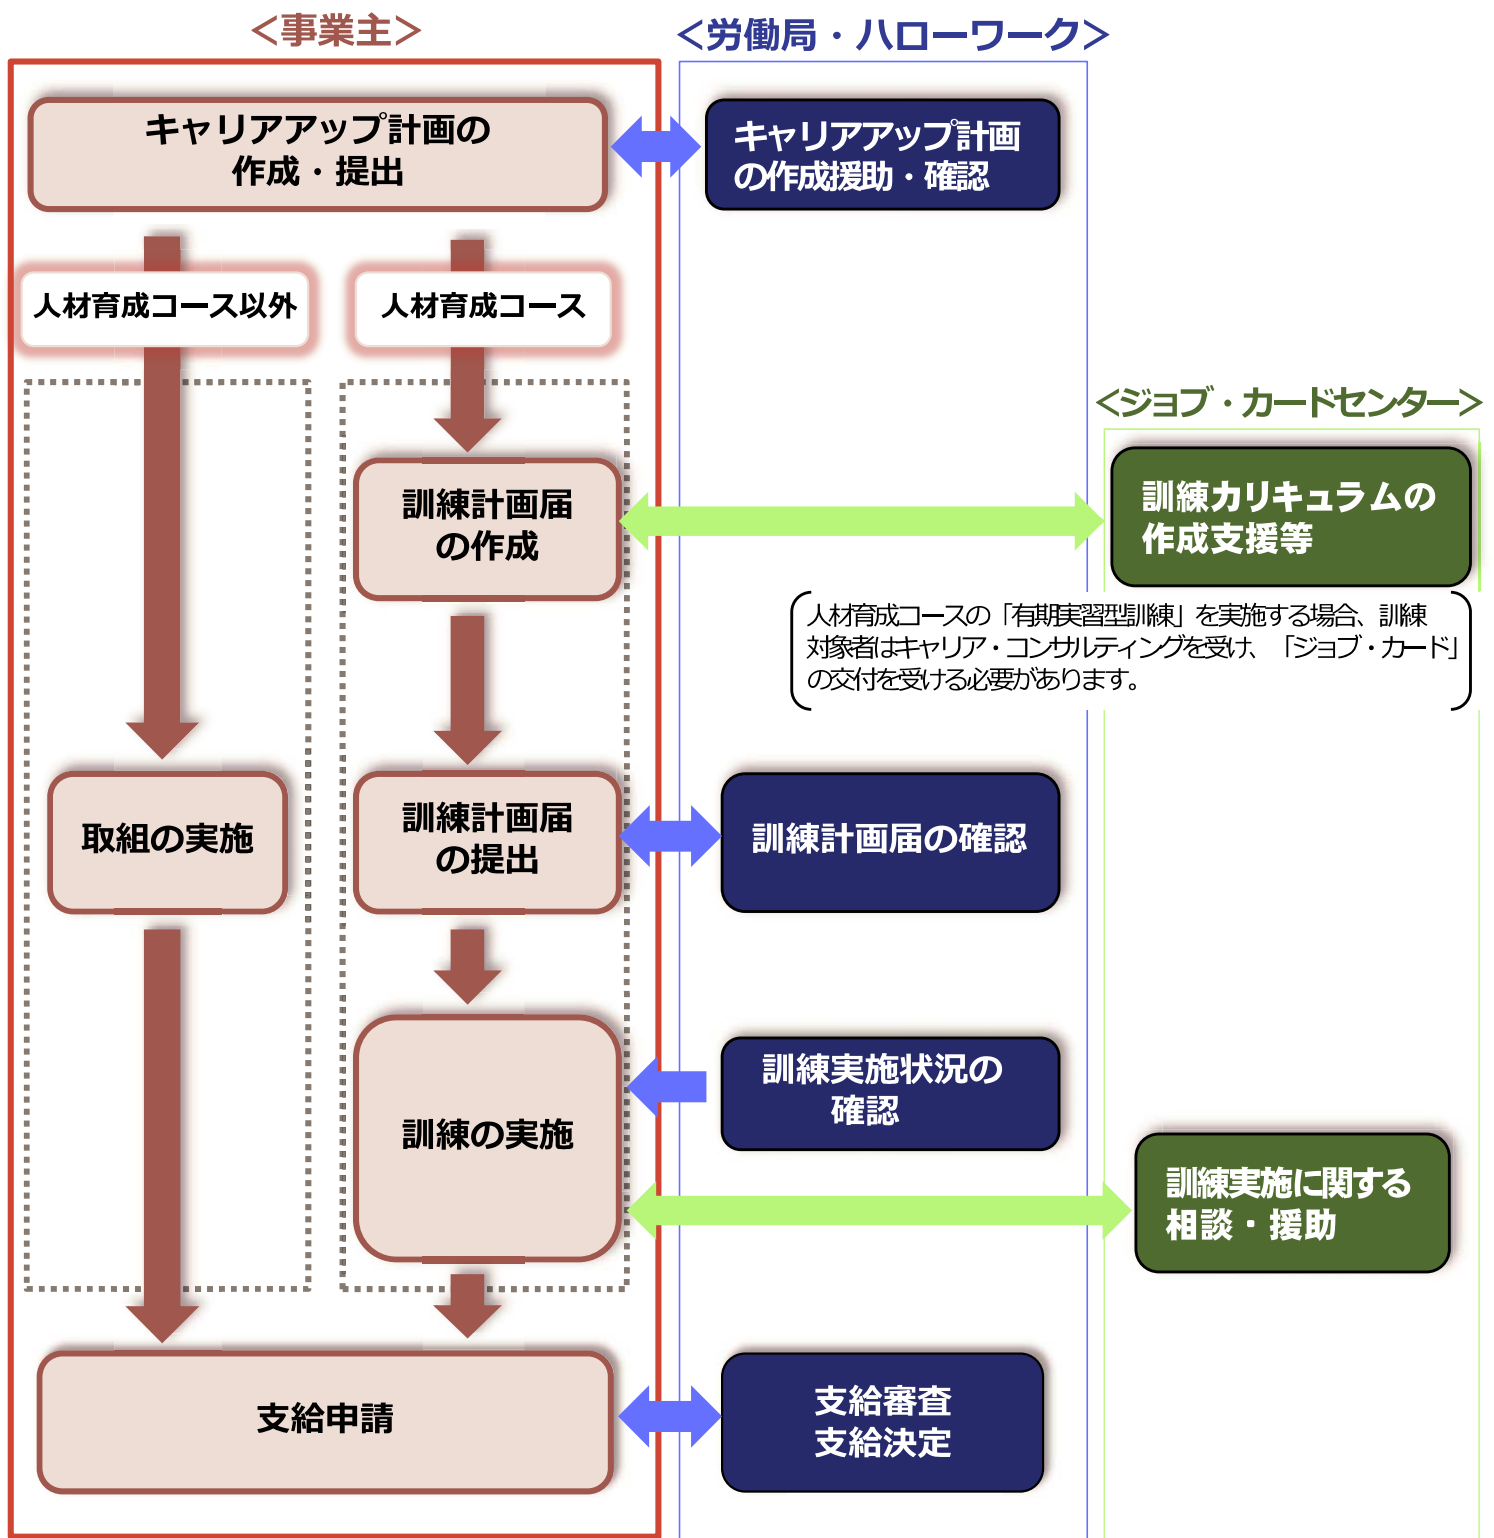 ＜事業主＞
＜労働局・ハローワーク＞
キャリアアップ計画の
作成・提出
キャリアアップ計画
の作成援助・確認
人材育成コース以外
人材育成コース
＜ジョブ・カードセンター＞
訓練計画届
の作成
訓練カリキュラムの
作成支援等
人材育成コースの「有期実習型訓練」を実施する場合、訓練
対象者はキャリア・コンサルティングを受け、「ジョブ・カード」
の交付を受ける必要があります。
取組の実施
訓練計画届
の提出
訓練計画届の確認
訓練の実施
訓練実施状況の
確認
訓練実施に関する
相談・援助
支給申請
支給審査
支給決定